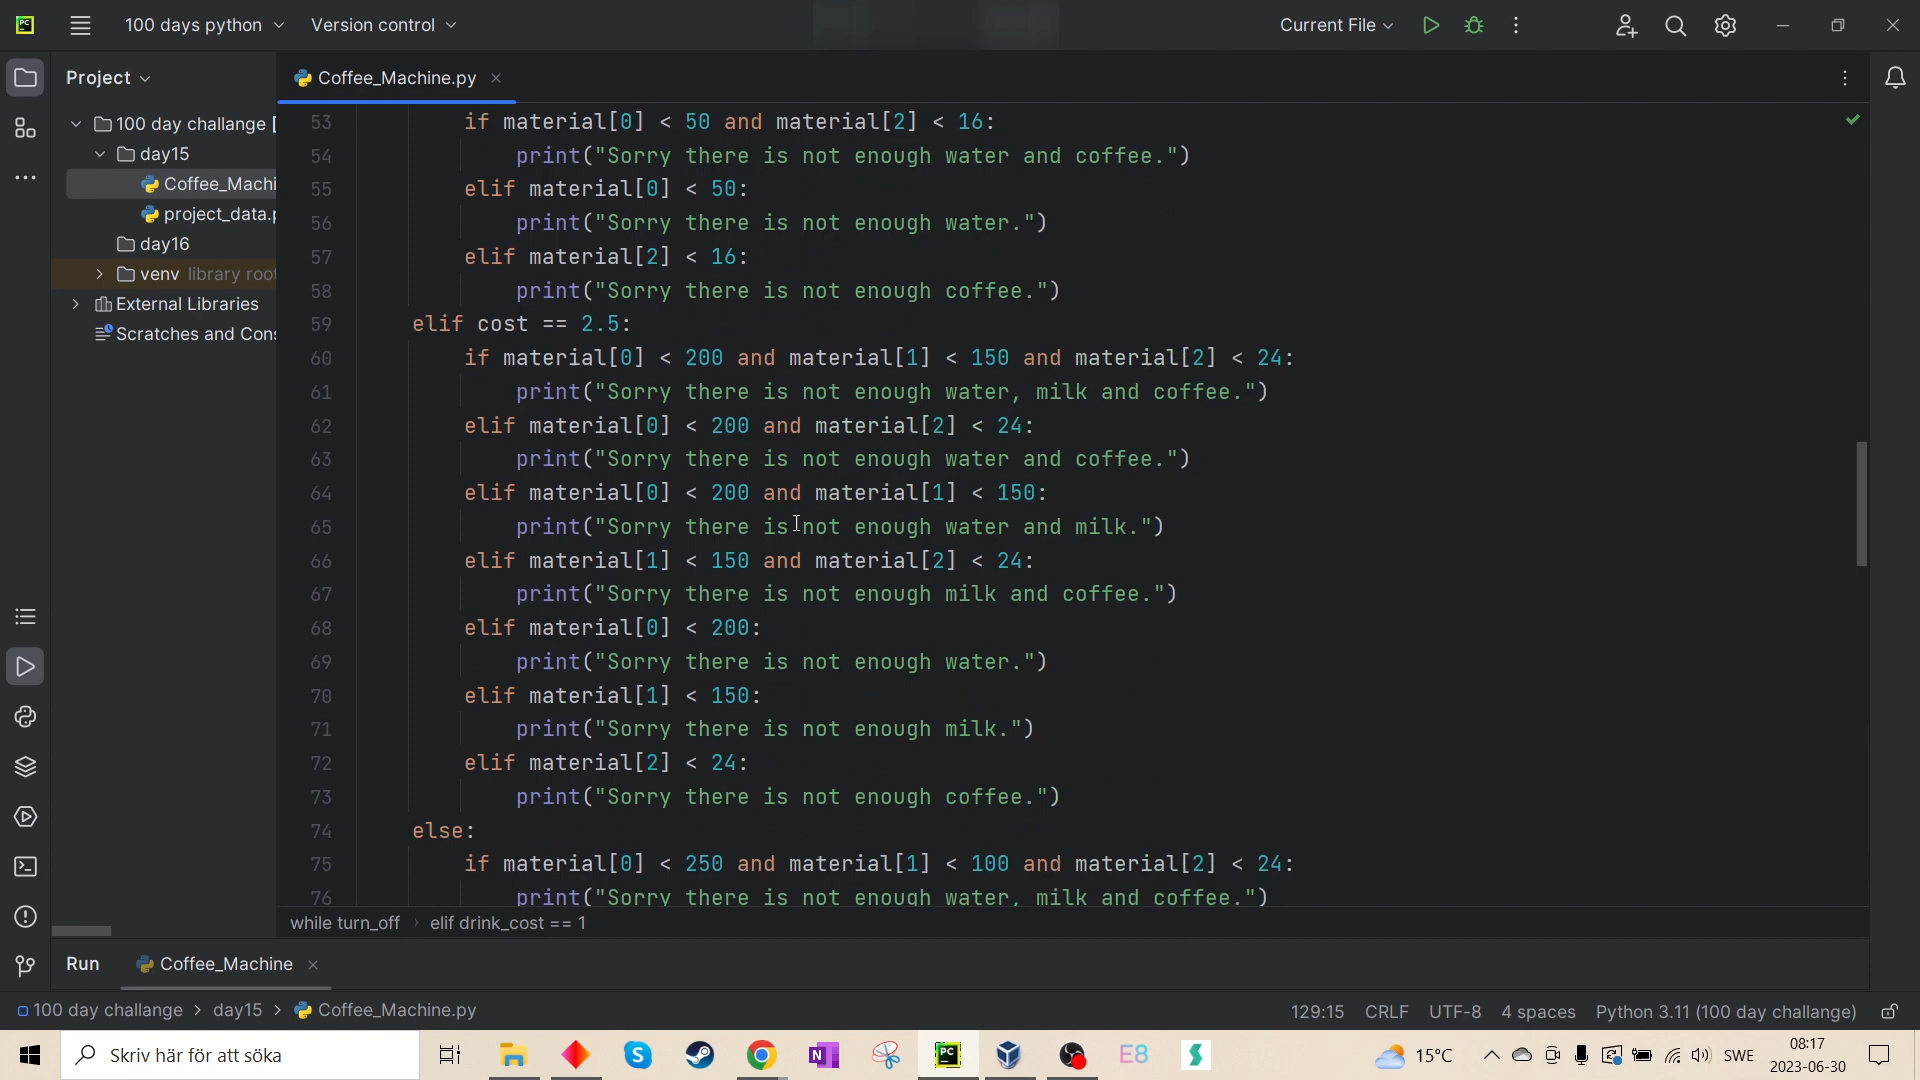 100 days python
Version control
Current File
Project
Coffee_Machine.py
100 day challange [
day15
Coffee_Machi
project_data.p
day16
venv library root
External Libraries
Scratches and Cons
53 if material[0] < 50 and material[2] < 16:
54 print("Sorry there is not enough water and coffee.")
55 elif material[0] < 50:
56 print("Sorry there is not enough water.")
57 elif material[2] < 16:
58 print("Sorry there is not enough coffee.")
59 elif cost == 2.5:
60 if material[0] < 200 and material[1] < 150 and material[2] < 24:
61 print("Sorry there is not enough water, milk and coffee.")
62 elif material[0] < 200 and material[2] < 24:
63 print("Sorry there is not enough water and coffee.")
64 elif material[0] < 200 and material[1] < 150:
65 print("Sorry there is not enough water and milk.")
66 elif material[1] < 150 and material[2] < 24:
67 print("Sorry there is not enough milk and coffee.")
68 elif material[0] < 200:
69 print("Sorry there is not enough water.")
70 elif material[1] < 150:
71 print("Sorry there is not enough milk.")
72 elif material[2] < 24:
73 print("Sorry there is not enough coffee.")
74 else:
75 if material[0] < 250 and material[1] < 100 and material[2] < 24:
76 print("Sorry there is not enough water, milk and coffee.")
while turn_off › elif drink_cost == 1
Run Coffee_Machine
100 day challange > day15 > Coffee_Machine.py
129:15 CRLF UTF-8 4 spaces Python 3.11 (100 day challange)
Skriv här för att söka
E8
15°C
SWE
08:17
2023-06-30